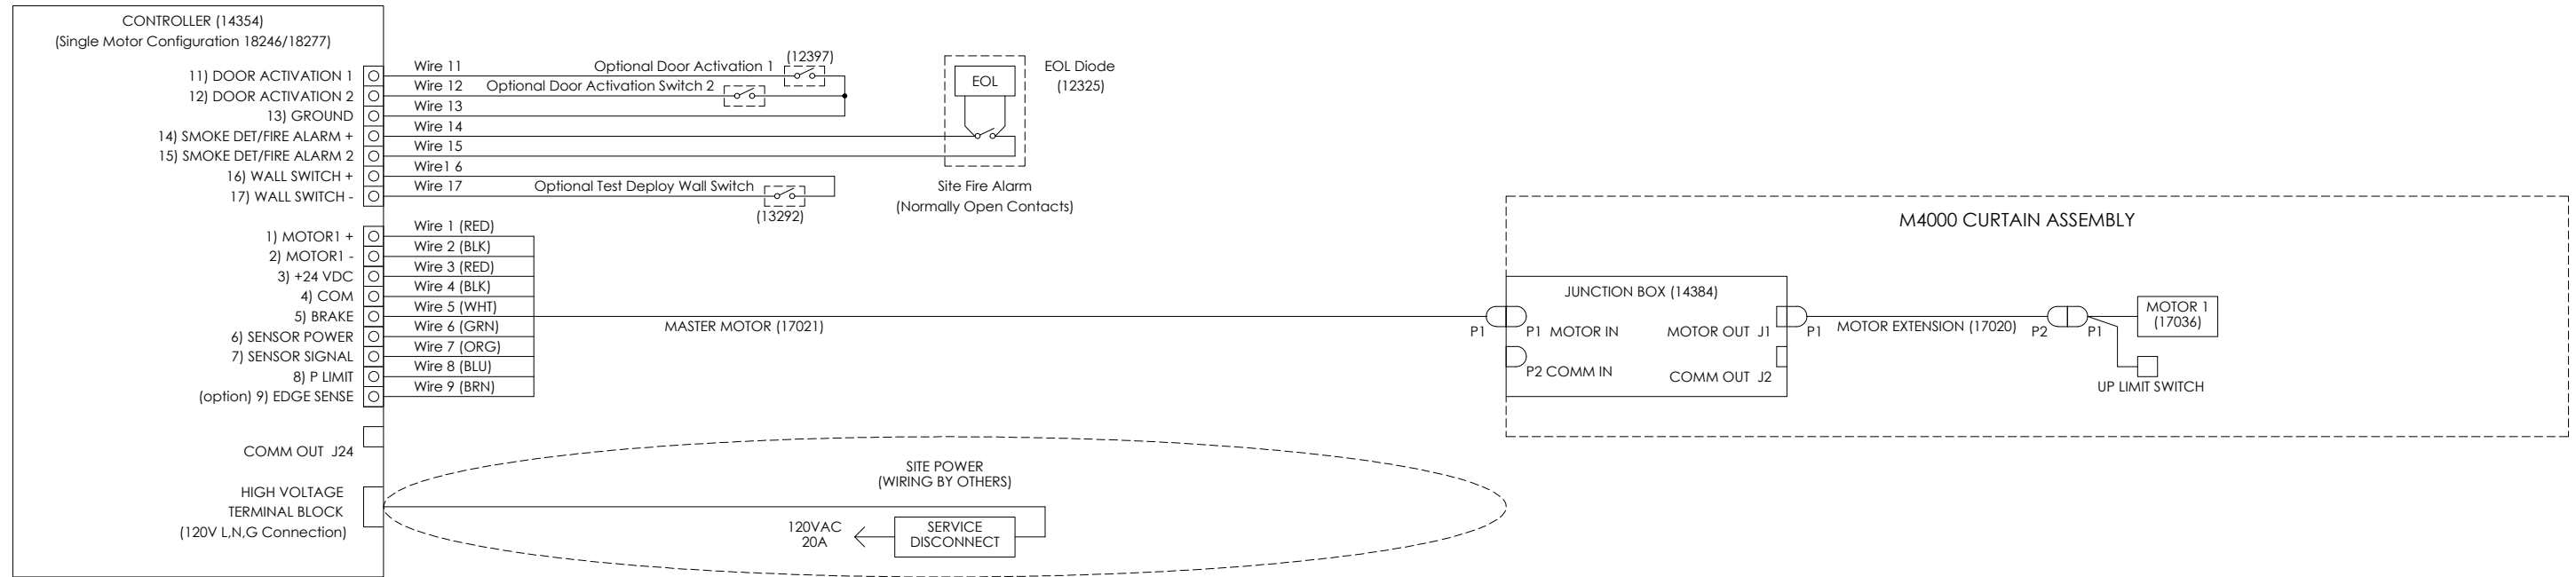 CONTROLLER (14354)
(Single Motor Configuration 18246/18277)
11) DOOR ACTIVATION 1
12) DOOR ACTIVATION 2
13) GROUND
14) SMOKE DET/FIRE ALARM +
15) SMOKE DET/FIRE ALARM 2
16) WALL SWITCH +
17) WALL SWITCH -
1) MOTOR1 +
2) MOTOR1 -
3) +24 VDC
4) COM
5) BRAKE
6) SENSOR POWER
7) SENSOR SIGNAL
8) P LIMIT
(option) 9) EDGE SENSE
COMM OUT J24
HIGH VOLTAGE
TERMINAL BLOCK
(120V L,N,G Connection)
Wire 11
Wire 12
Wire 13
Wire 14
Wire 15
Wire1 6
Wire 17
Optional Door Activation 1
(12397)
Optional Door Activation Switch 2
Optional Test Deploy Wall Switch
(13292)
EOL
EOL Diode
(12325)
Site Fire Alarm
(Normally Open Contacts)
Wire 1 (RED)
Wire 2 (BLK)
Wire 3 (RED)
Wire 4 (BLK)
Wire 5 (WHT)
Wire 6 (GRN)
Wire 7 (ORG)
Wire 8 (BLU)
Wire 9 (BRN)
MASTER MOTOR (17021)
SITE POWER
(WIRING BY OTHERS)
120VAC
20A
SERVICE
DISCONNECT
M4000 CURTAIN ASSEMBLY
JUNCTION BOX (14384)
P1
P1 MOTOR IN
MOTOR OUT J1
P1
P2 COMM IN
COMM OUT J2
MOTOR EXTENSION (17020)
P2
P1
MOTOR 1
(17036)
UP LIMIT SWITCH